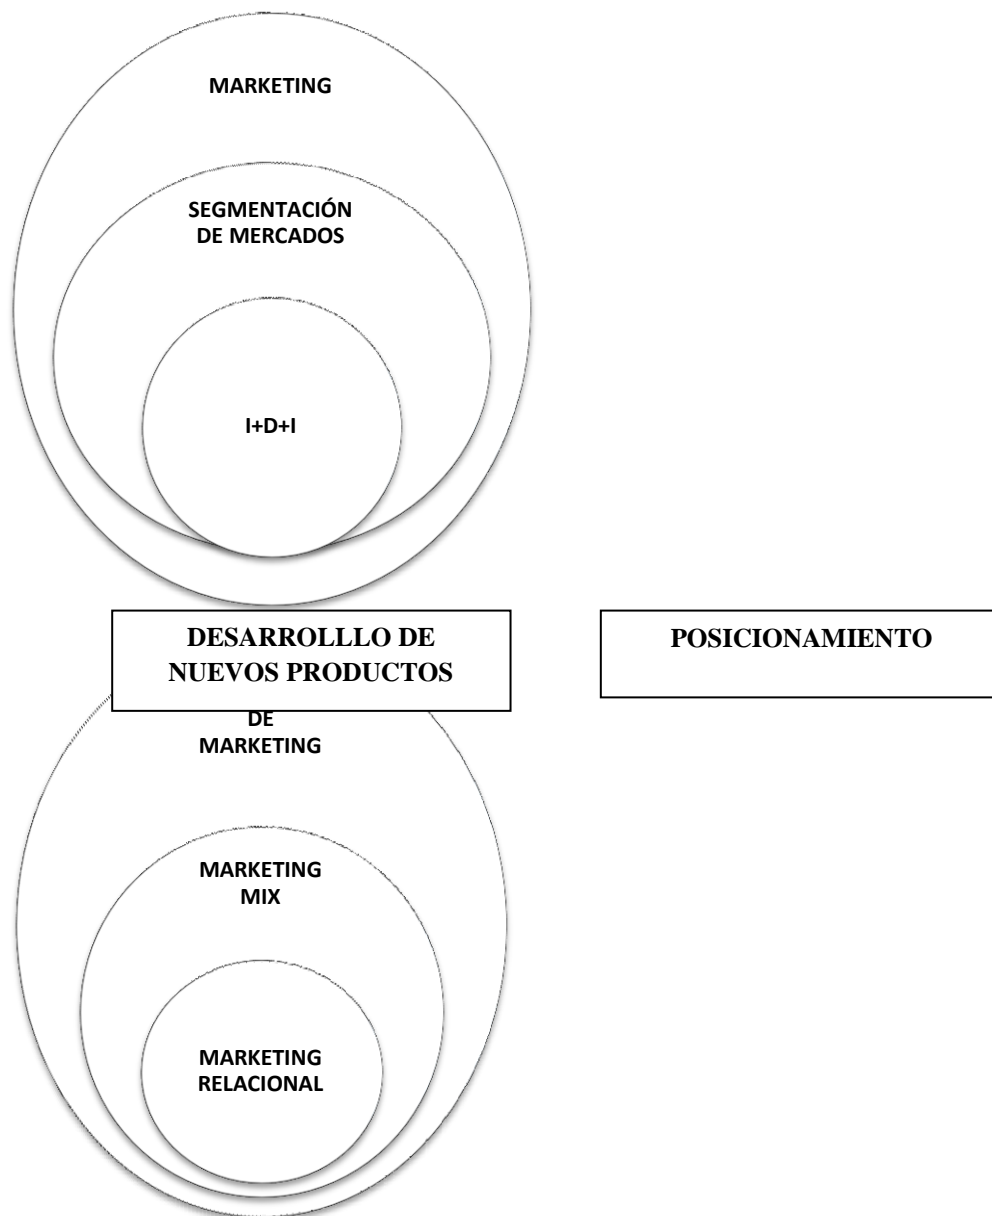 MARKETING
SEGMENTACIÓN
DE MERCADOS
I+D+I
DESARROLLLO DE
NUEVOS PRODUCTOS
POSICIONAMIENTO
DE
MARKETING
MARKETING
MIX
MARKETING
RELACIONAL